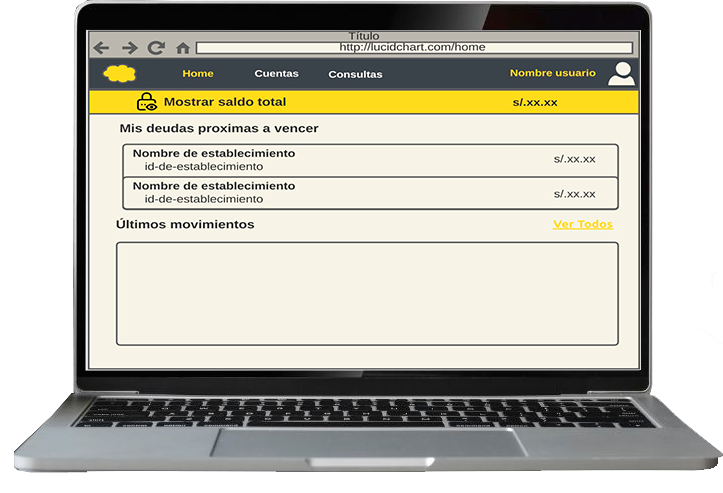 Título
http://lucidchart.com/home
Home Cuentas Consultas Nombre usuario
Mostrar saldo total s/.xx.xx
Mis deudas proximas a vencer
Nombre de establecimiento
id-de-establecimiento s/.xx.xx
Nombre de establecimiento
id-de-establecimiento s/.xx.xx
Últimos movimientos Ver Todos